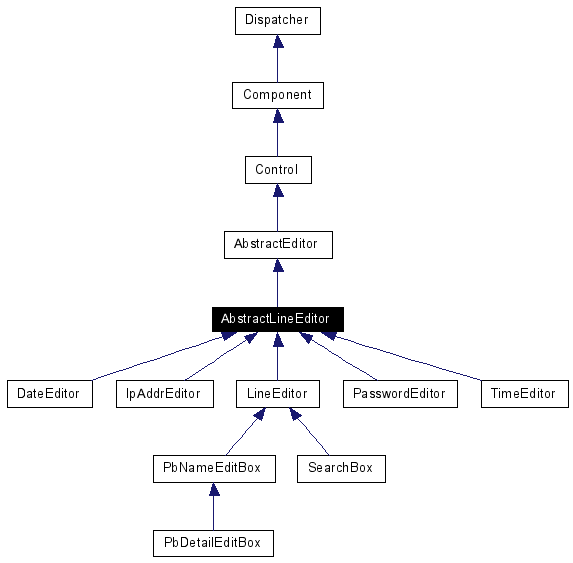 Dispatcher
Component
Control
AbstractEditor
AbstractLineEditor
DateEditor
IpAddrEditor
LineEditor
PasswordEditor
TimeEditor
PbNameEditBox
SearchBox
PbDetailEditBox